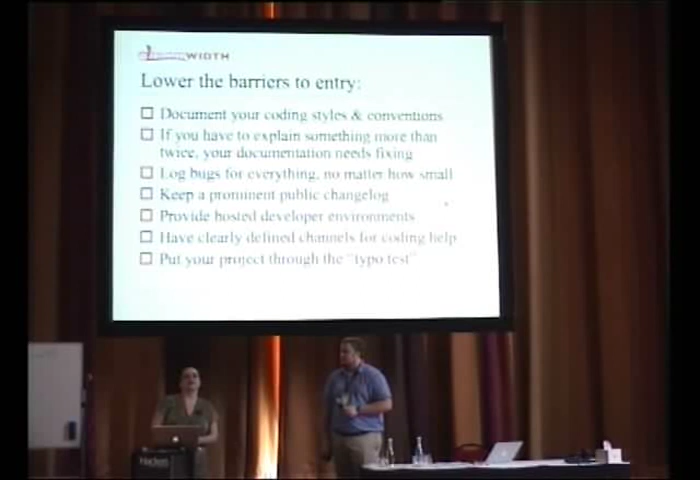 WIDTH
Lower the barriers to entry:
Document your coding styles & conventions
If you have to explain something more than
twice, your documentation needs fixing
Log bugs for everything, no matter how small
Keep a prominent public changelog
Provide hosted developer environments
Have clearly defined channels for coding help
Put your project through the "typo test"